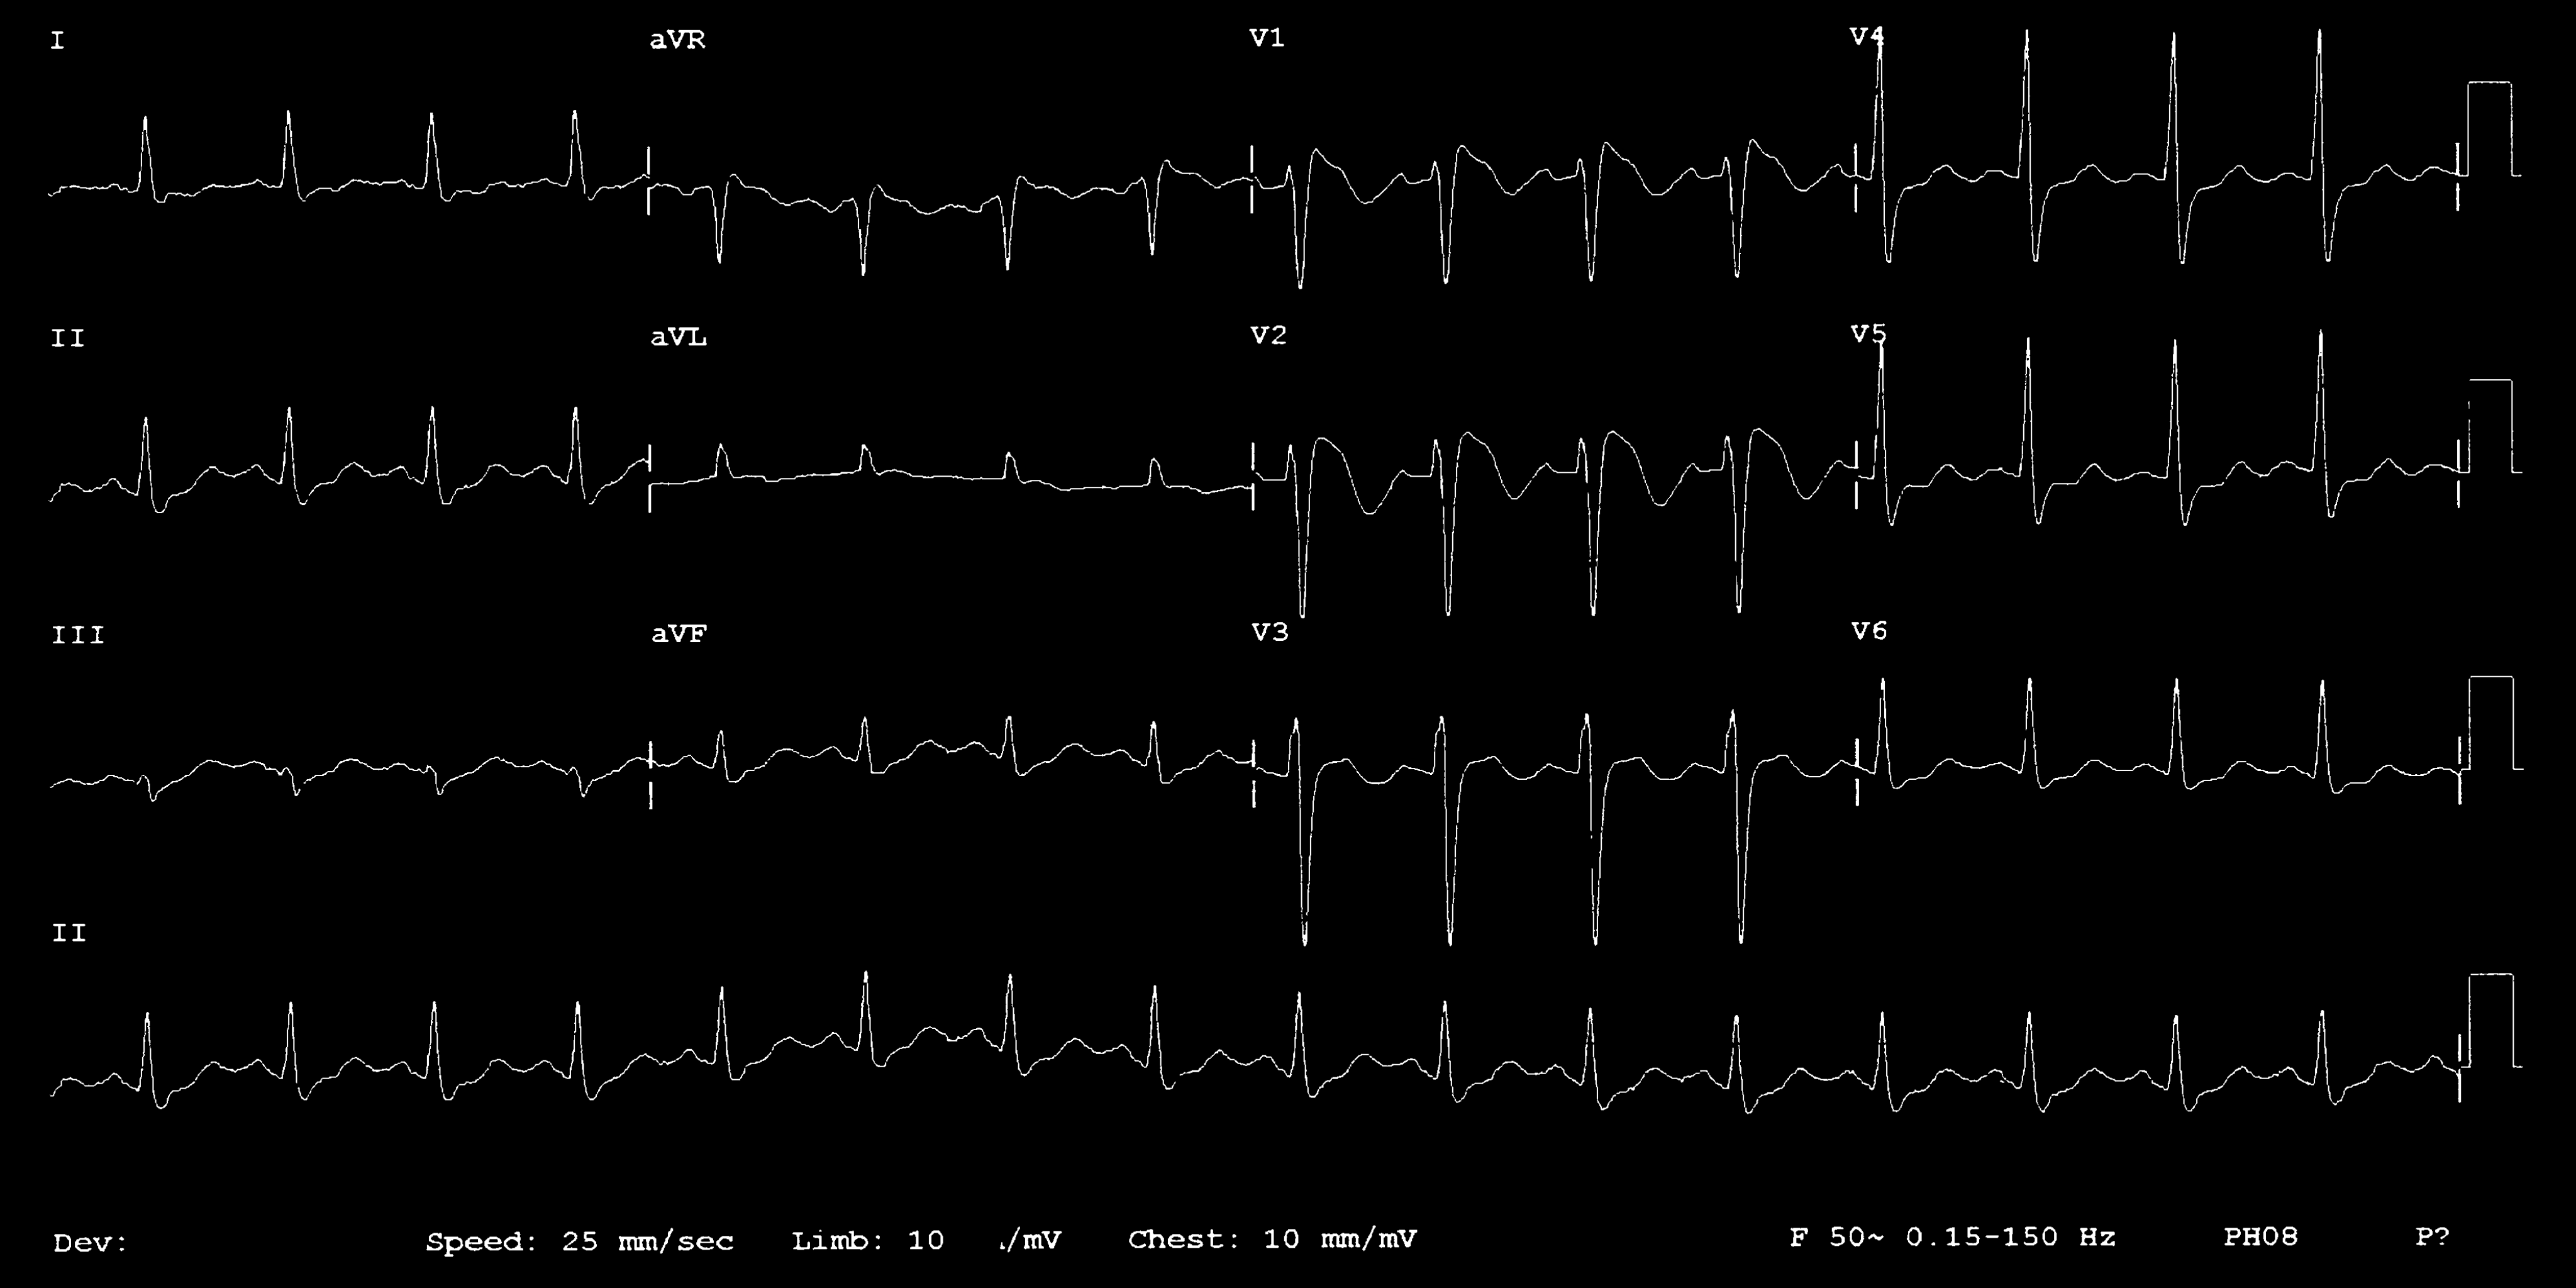 I aVR V1 V4
II aVL V2 V5
III aVF V3 V6
II
Dev: Speed: 25 mm/sec Limb: 10 /mV Chest: 10 mm/mV F 50~ 0.15-150 Hz PH08 P?